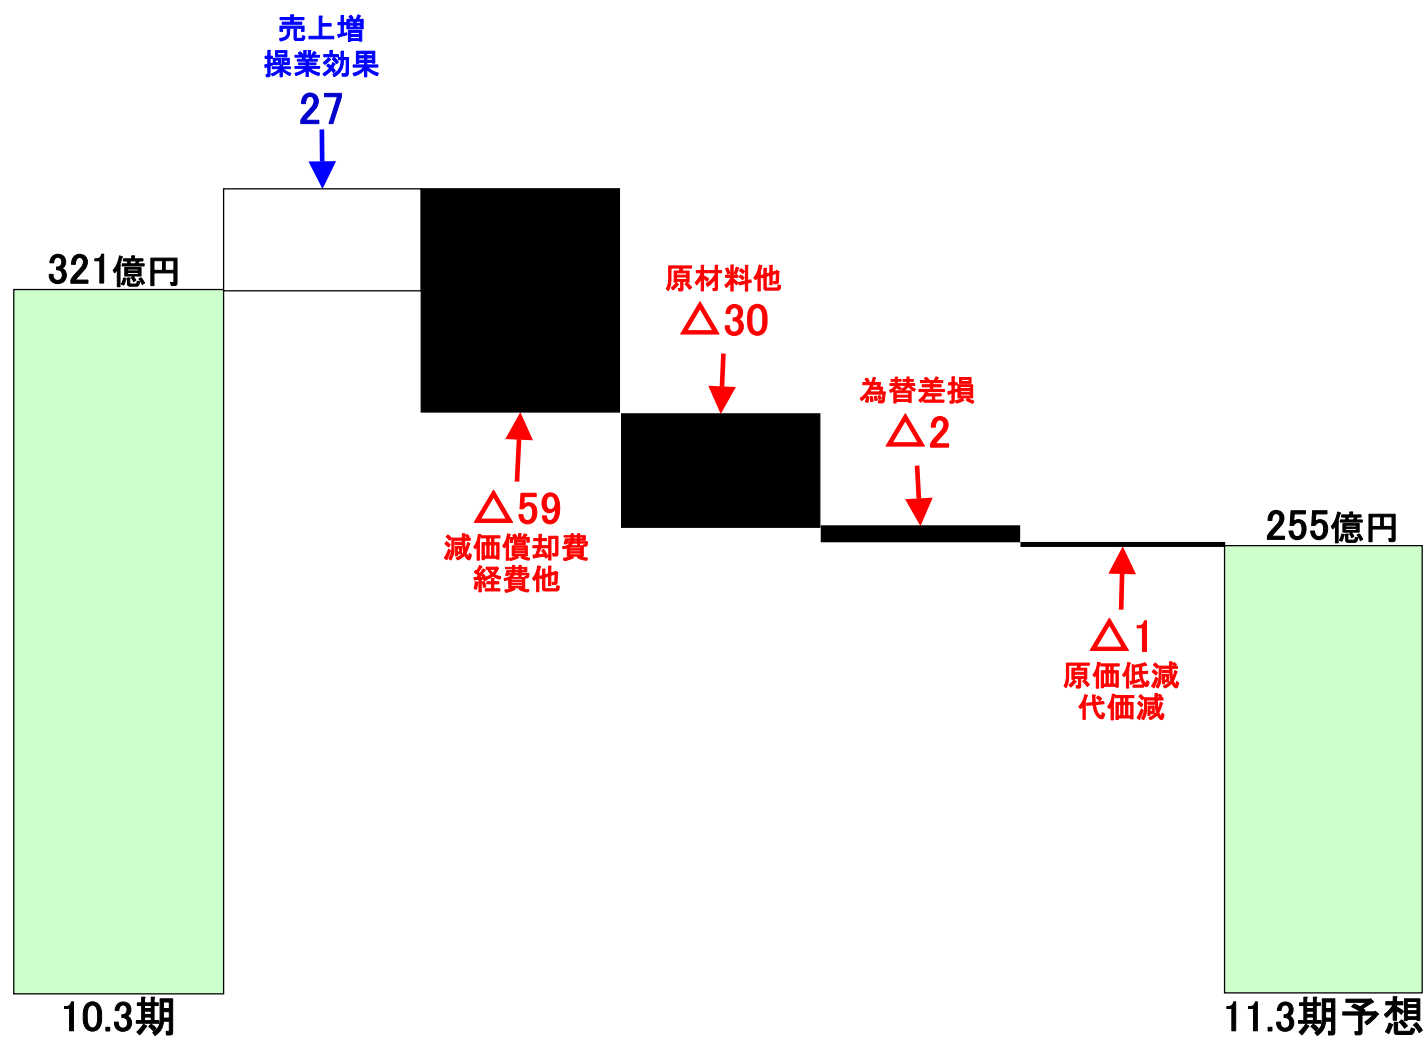 売上増
操業効果
27
321億円
原材料他
△30
為替差損
△2
△59
減価償却費
経費他
255億円
△1
原価低減
代価減
10.3期
11.3期予想